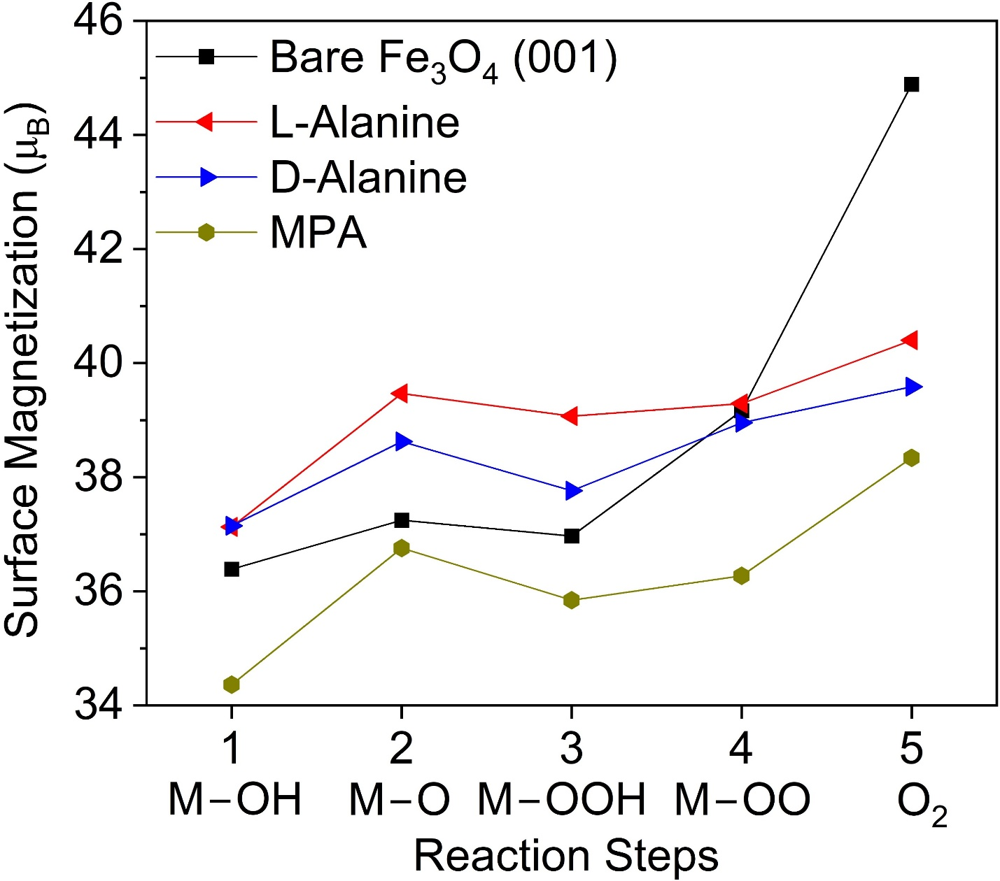 46
44
42
40
38
36
34
Surface Magnetization (μB)
Bare Fe3O4 (001)
L-Alanine
D-Alanine
MPA
1 2 3 4 5
M–OH M–O M–OOH M–OO O2
Reaction Steps